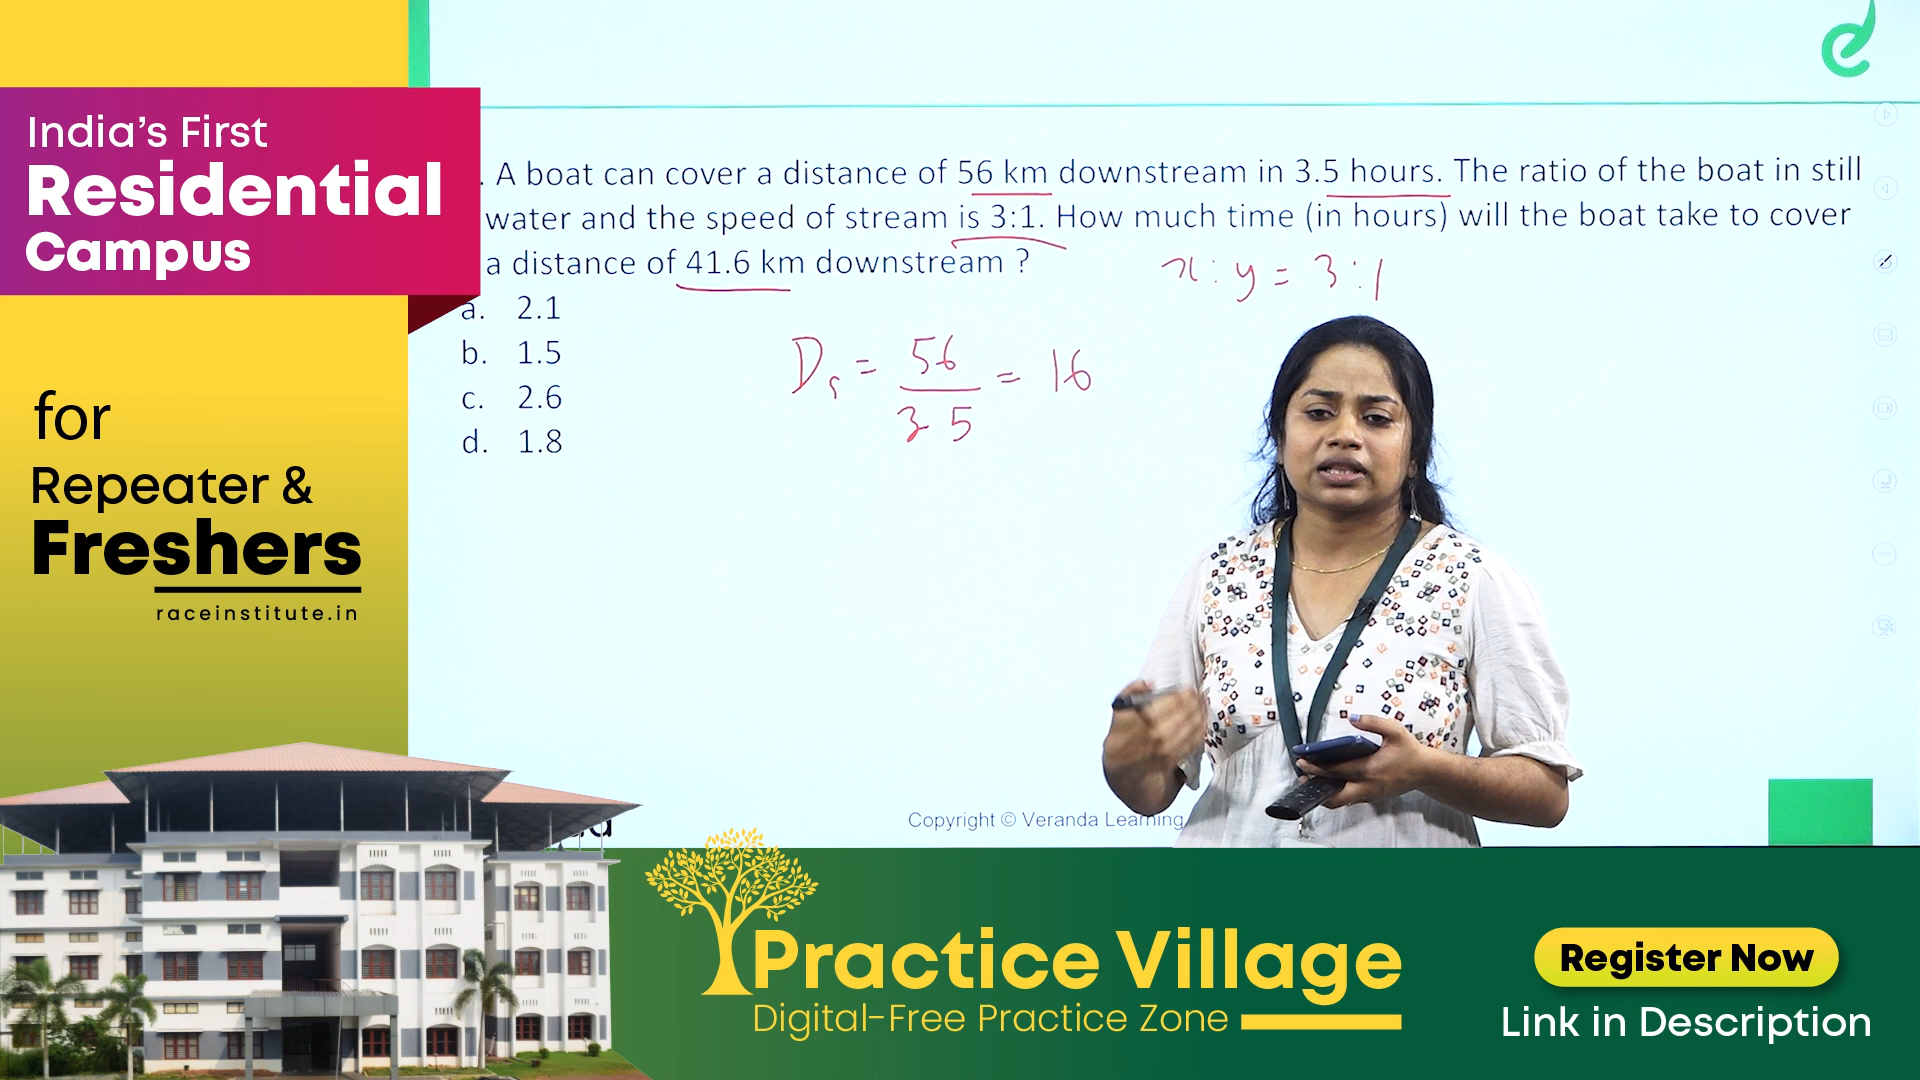 India's First
Residential
Campus
for
Repeater &
Freshers
raceinstitute.in
. A boat can cover a distance of 56 km downstream in 3.5 hours. The ratio of the boat in still
water and the speed of stream is 3:1. How much time (in hours) will the boat take to cover
a distance of 41.6 km downstream ?
x : y = 3 : 1
a. 2.1
b. 1.5
c. 2.6
d. 1.8
Ds = 56 / 3.5 = 16
Copyright © Veranda Learning
Practice Village
Digital-Free Practice Zone
Register Now
Link in Description